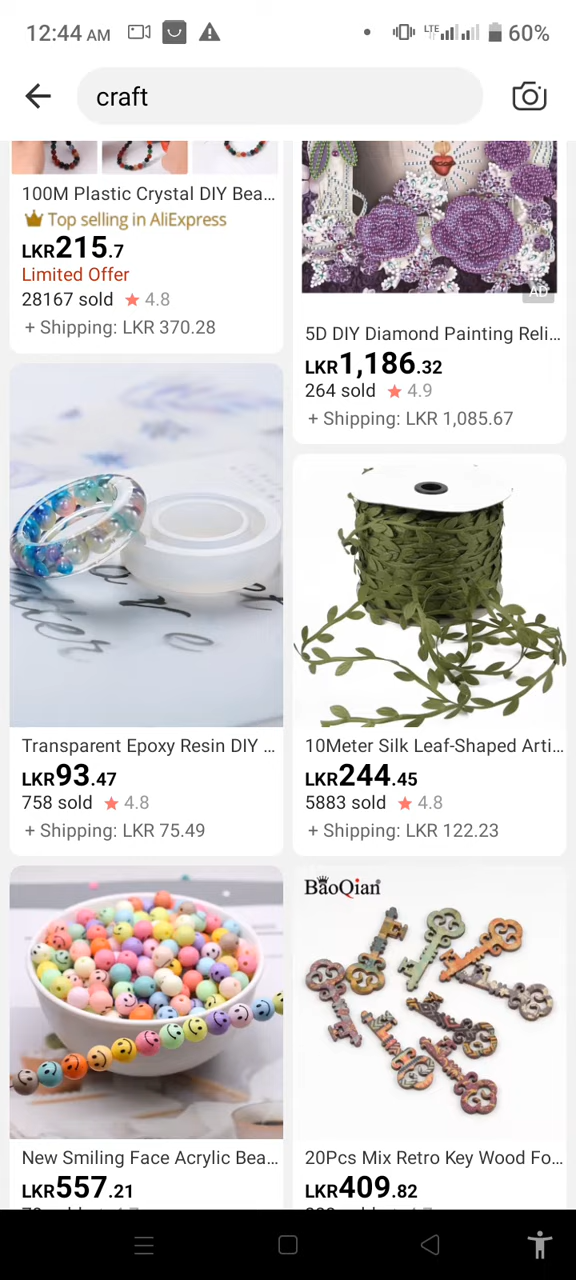 12:44 AM
LTE
60%
craft
100M Plastic Crystal DIY Bea...
Top selling in AliExpress
LKR215.7
Limited Offer
28167 sold ★ 4.8
+ Shipping: LKR 370.28
AD
5D DIY Diamond Painting Reli...
LKR1,186.32
264 sold ★ 4.9
+ Shipping: LKR 1,085.67
Transparent Epoxy Resin DIY ...
LKR93.47
758 sold ★ 4.8
+ Shipping: LKR 75.49
10Meter Silk Leaf-Shaped Arti...
LKR244.45
5883 sold ★ 4.8
+ Shipping: LKR 122.23
New Smiling Face Acrylic Bea...
LKR557.21
BaoQian
20Pcs Mix Retro Key Wood Fo...
LKR409.82